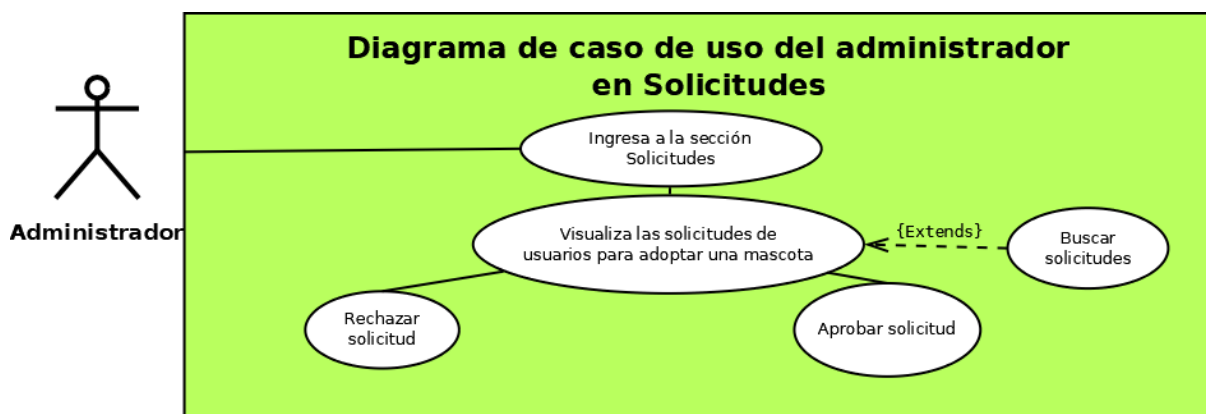 Diagrama de caso de uso del administrador
en Solicitudes
Ingresa a la sección
Solicitudes
Administrador
Visualiza las solicitudes de
usuarios para adoptar una mascota
{Extends}
Buscar
solicitudes
Rechazar
solicitud
Aprobar solicitud